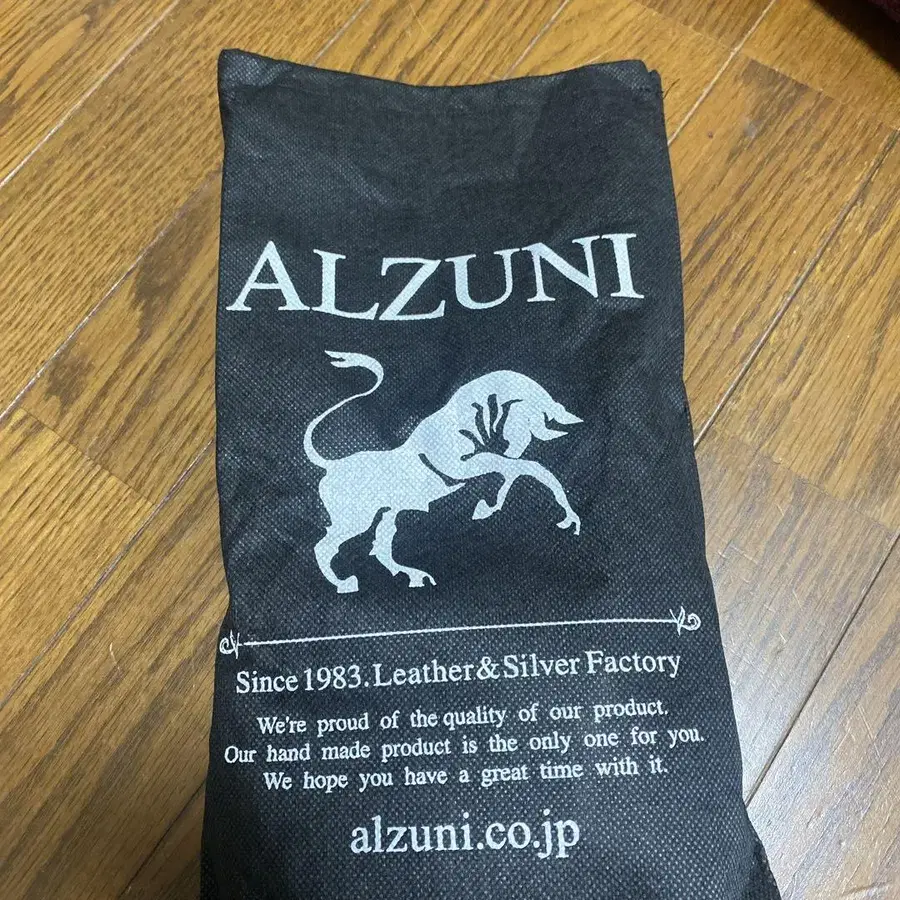 ALZUNI
Since 1983.Leather&Silver Factory
We're proud of the quality of our product.
Our hand made product is the only one for you.
We hope you have a great time with it.
alzuni.co.jp